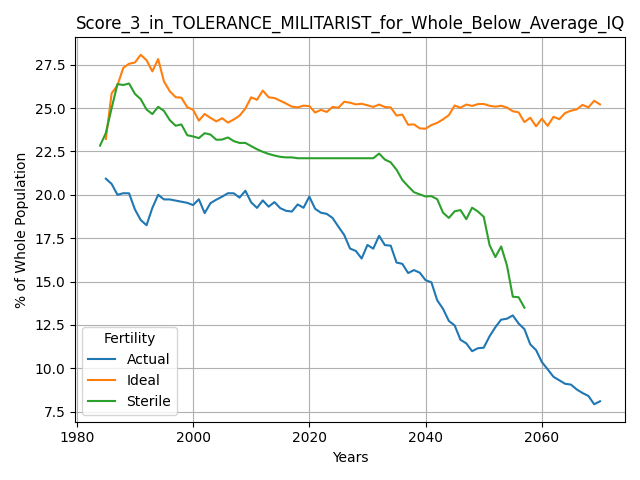 Score_3_in_TOLERANCE_MILITARIST_for_Whole_Below_Average_IQ
% of Whole Population
27.5
25.0
22.5
20.0
17.5
15.0
12.5
10.0
7.5
Fertility
Actual
Ideal
Sterile
1980
2000
2020
2040
2060
Years